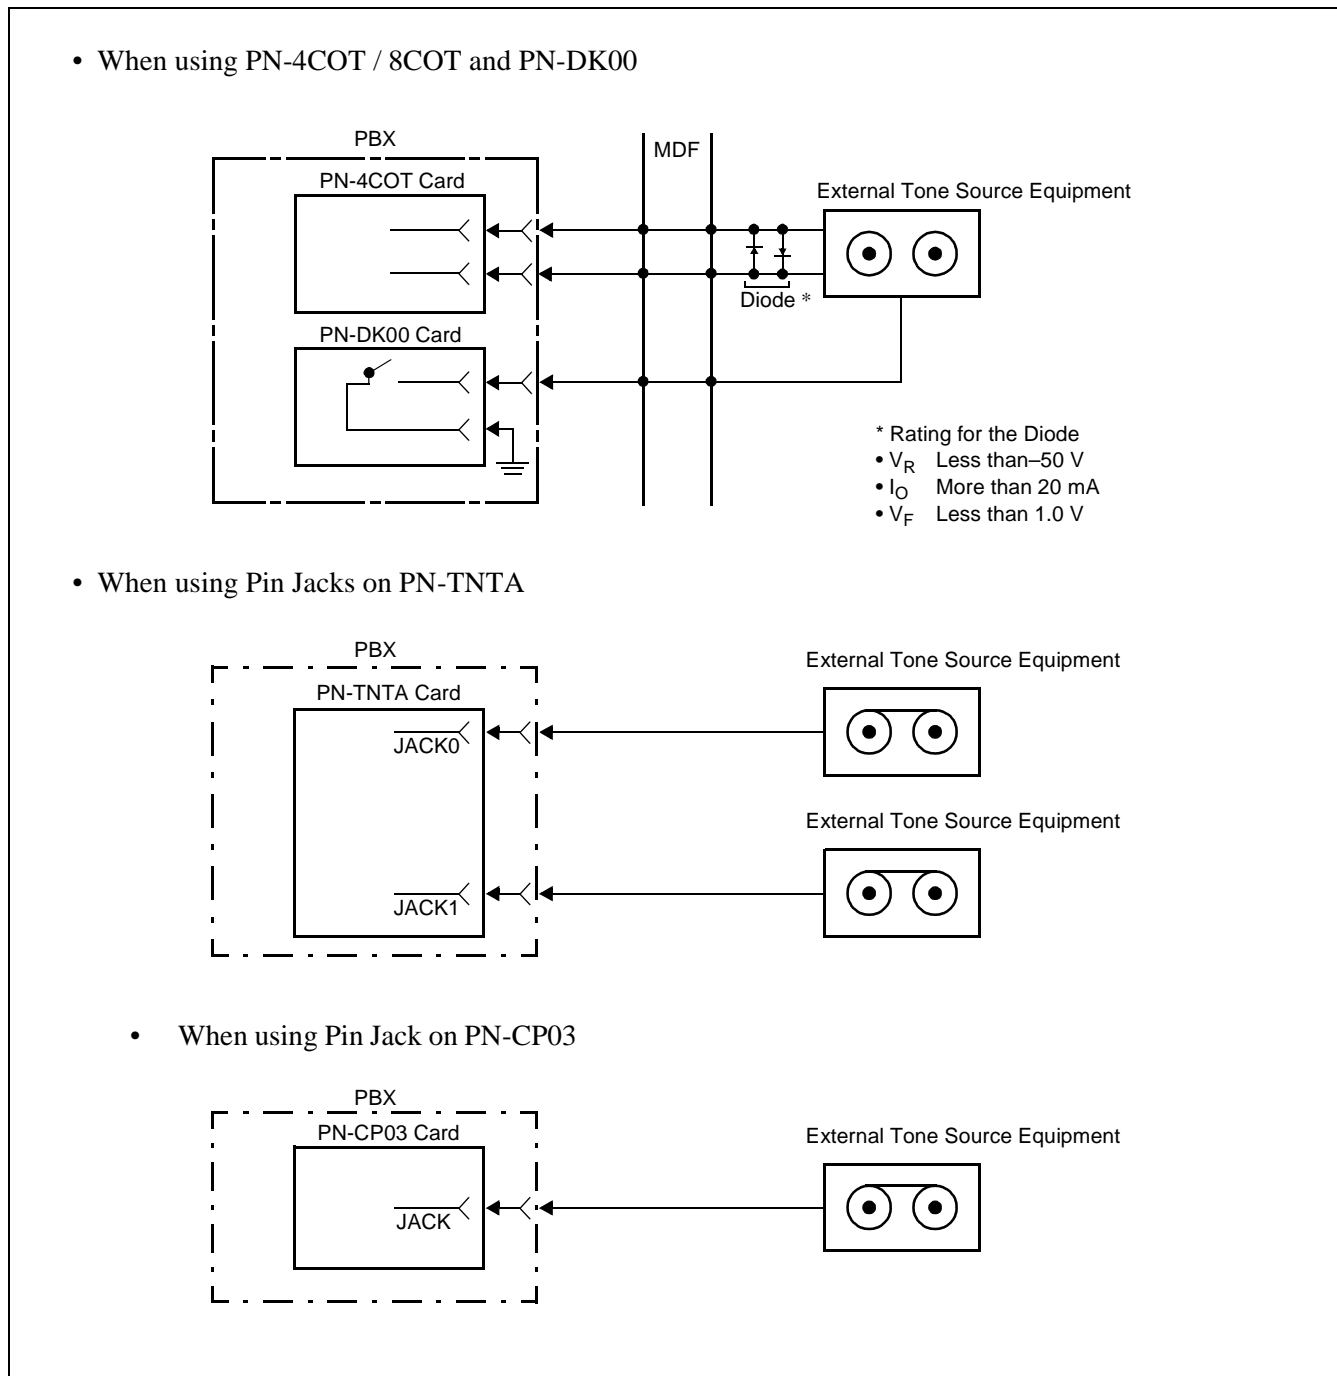 • When using PN-4COT / 8COT and PN-DK00
PBX
MDF
PN-4COT Card
External Tone Source Equipment
Diode *
PN-DK00 Card
* Rating for the Diode
• VR Less than–50 V
• IO More than 20 mA
• VF Less than 1.0 V
• When using Pin Jacks on PN-TNTA
PBX
External Tone Source Equipment
PN-TNTA Card
JACK0
External Tone Source Equipment
JACK1
• When using Pin Jack on PN-CP03
PBX
PN-CP03 Card
External Tone Source Equipment
JACK